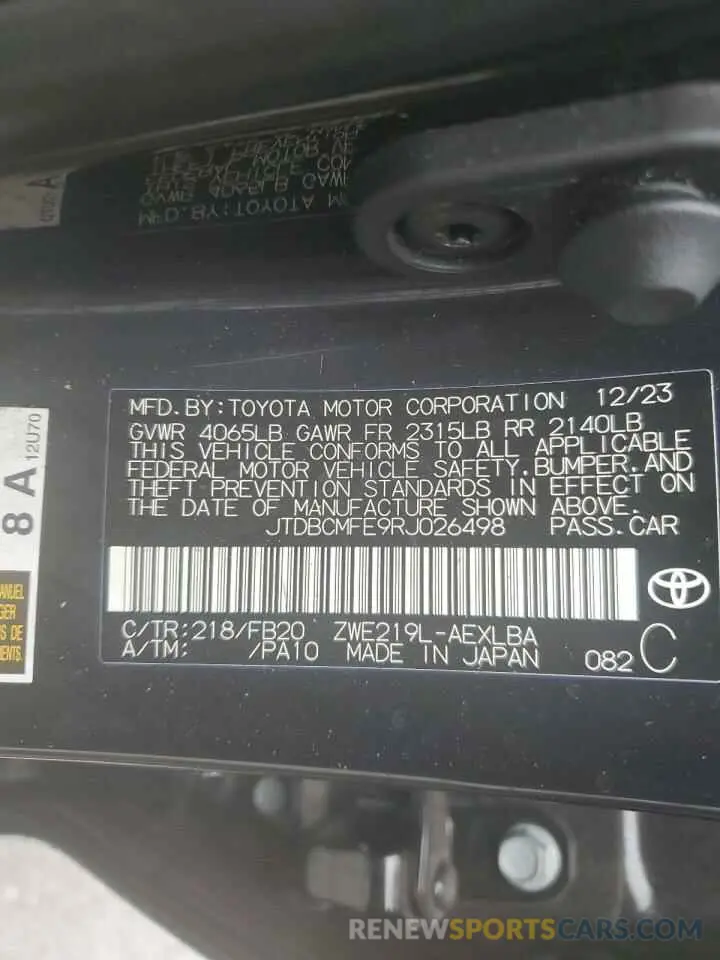 MFD.BY:TOYOTA MOTOR CORPORATION 12/23
GVWR 4065LB GAWR FR 2315LB RR 2140LB
THIS VEHICLE CONFORMS TO ALL APPLICABLE
FEDERAL MOTOR VEHICLE SAFETY,BUMPER,AND
THEFT PREVENTION STANDARDS IN EFFECT ON
THE DATE OF MANUFACTURE SHOWN ABOVE.
JTDBCMFE9RJ026498 PASS.CAR
C/TR:218/FB20 ZWE219L-AEXLBA
A/TM: /PA10 MADE IN JAPAN 082 C
8 A
12U70
MANUEL
S DE
RENEWSPORTSCARS.COM